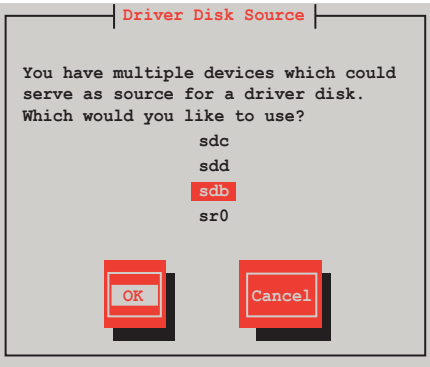 Driver Disk Source
You have multiple devices which could
serve as source for a driver disk.
Which would you like to use?
sdc
sdd
sdb
sr0
OK Cancel